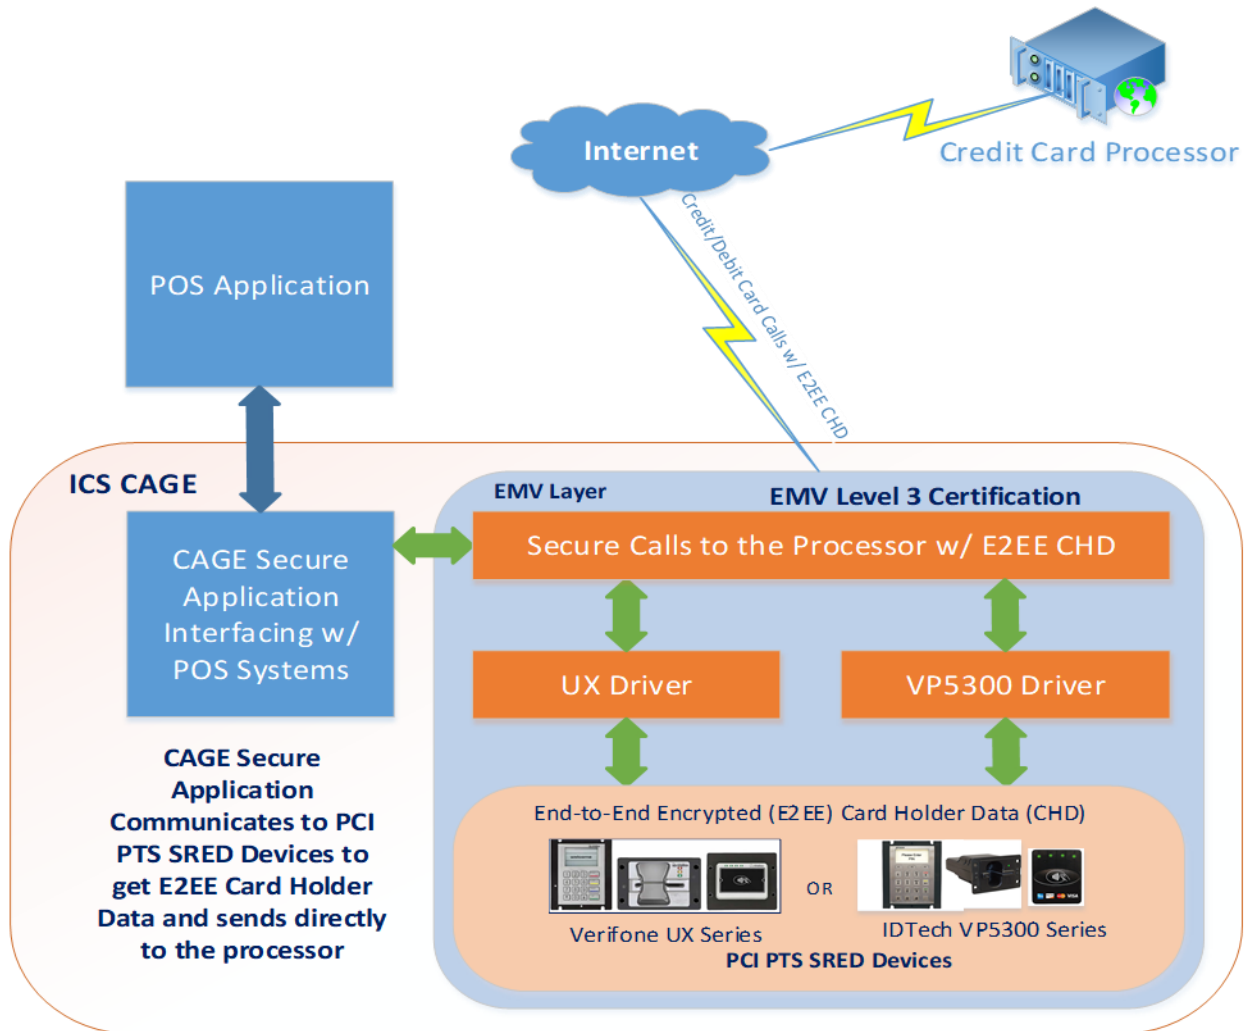 Credit Card Processor
Internet
Credit/Debit Card Calls w/ E2EE CHD
POS Application
ICS CAGE
EMV Layer
EMV Level 3 Certification
CAGE Secure
Application
Interfacing w/
POS Systems
Secure Calls to the Processor w/ E2EE CHD
UX Driver
VP5300 Driver
CAGE Secure
Application
Communicates to PCI
PTS SRED Devices to
get E2EE Card Holder
Data and sends directly
to the processor
End-to-End Encrypted (E2EE) Card Holder Data (CHD)
OR
Verifone UX Series
IDTech VP5300 Series
PCI PTS SRED Devices